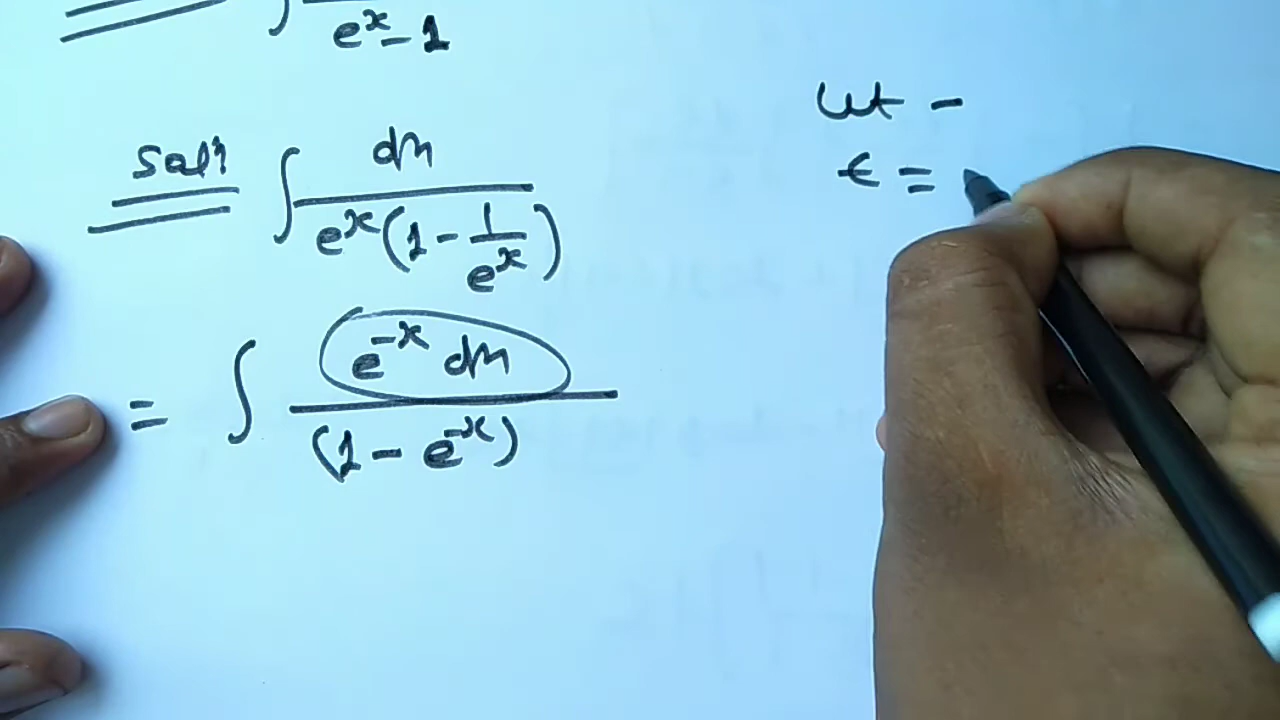 ∫ e^x - 1
Sol^n ∫ dx / e^x (1 - 1/e^x)
= ∫ e^-x dx / (1 - e^-x)
Let -
t =